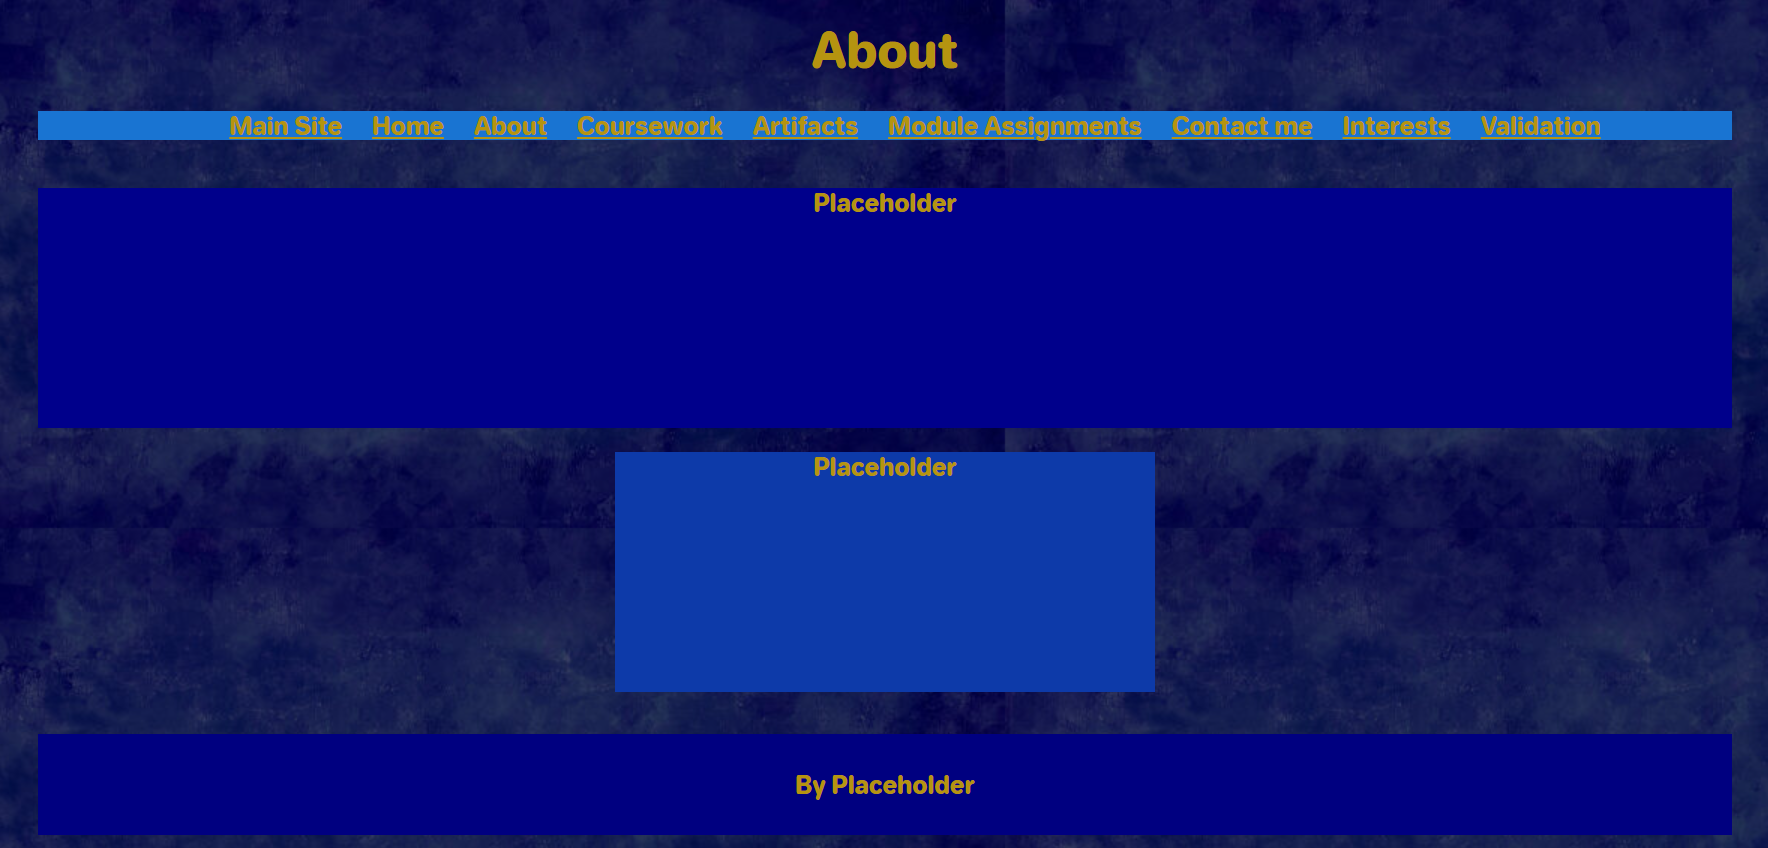 About
Main Site Home About Coursework Artifacts Module Assignments Contact me Interests Validation
Placeholder
Placeholder
By Placeholder